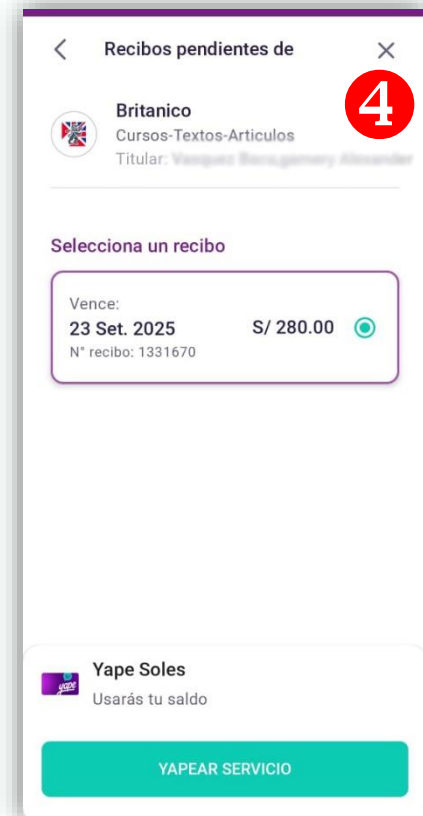 Recibos pendientes de
4
Britanico
Cursos-Textos-Articulos
Titular:
Selecciona un recibo
Vence:
23 Set. 2025
S/ 280.00
N° recibo: 1331670
yape
Yape Soles
Usarás tu saldo
YAPEAR SERVICIO